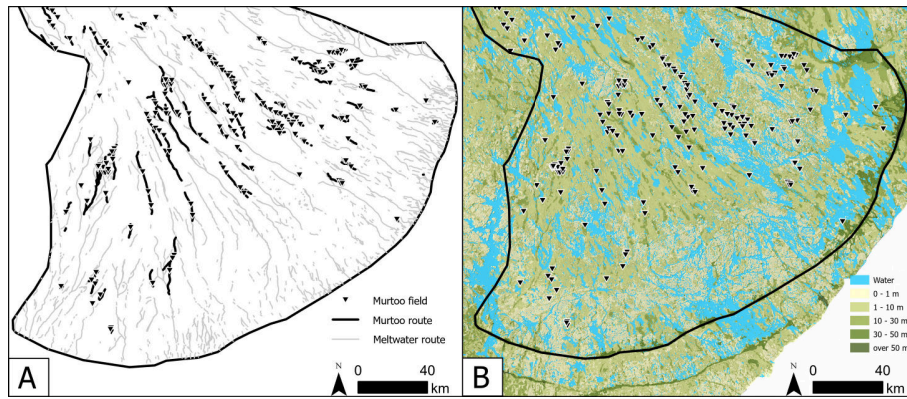 Murtoo field
Murtoo route
Meltwater route
A
N
0
40
km
Water
0 - 1 m
1 - 10 m
10 - 30 m
30 - 50 m
over 50 m
B
N
0
40
km